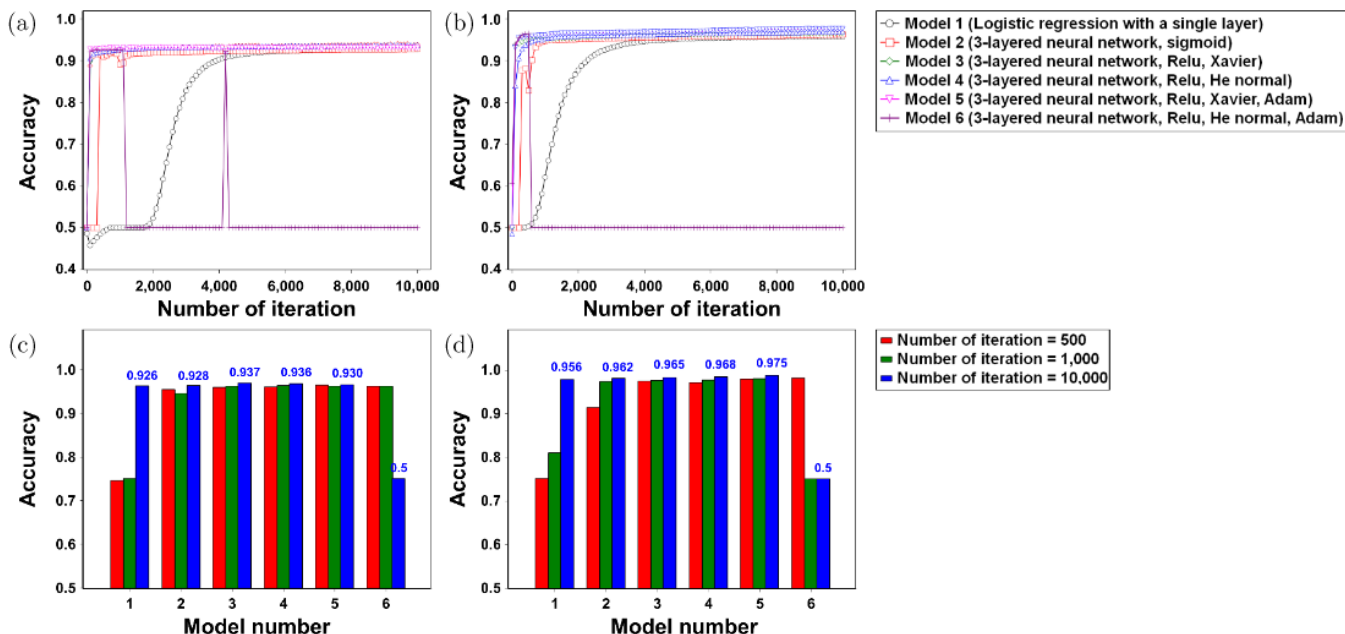 (a)
1.0
0.9
0.8
0.7
0.6
0.5
0.4
Accuracy
0
2,000
4,000
6,000
8,000
10,000
Number of iteration
(b)
1.0
0.9
0.8
0.7
0.6
0.5
0.4
Accuracy
0
2,000
4,000
6,000
8,000
10,000
Number of iteration
Model 1 (Logistic regression with a single layer)
Model 2 (3-layered neural network, sigmoid)
Model 3 (3-layered neural network, Relu, Xavier)
Model 4 (3-layered neural network, Relu, He normal)
Model 5 (3-layered neural network, Relu, Xavier, Adam)
Model 6 (3-layered neural network, Relu, He normal, Adam)
(c)
1.0
0.9
0.8
0.7
0.6
0.5
Accuracy
0.926
0.928
0.937
0.936
0.930
0.5
1
2
3
4
5
6
Model number
(d)
1.0
0.9
0.8
0.7
0.6
0.5
Accuracy
0.956
0.962
0.965
0.968
0.975
0.5
1
2
3
4
5
6
Model number
Number of iteration = 500
Number of iteration = 1,000
Number of iteration = 10,000